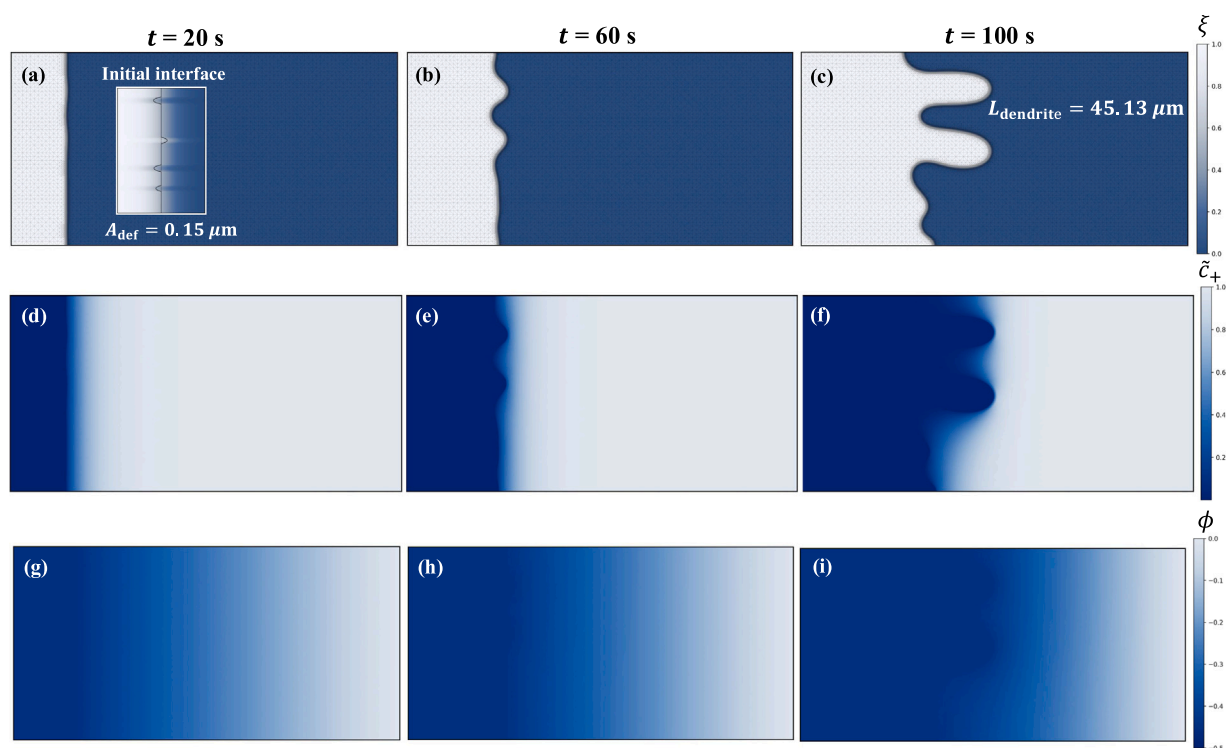 t = 20 s
t = 60 s
t = 100 s
ξ
(a)
Initial interface
A_def = 0.15 μm
(b)
(c)
L_dendrite = 45.13 μm
1.0
0.8
0.6
0.4
0.2
0.0
c̃₊
(d)
(e)
(f)
1.0
0.8
0.6
0.4
0.2
ϕ
(g)
(h)
(i)
0.0
−0.1
−0.2
−0.3
−0.4